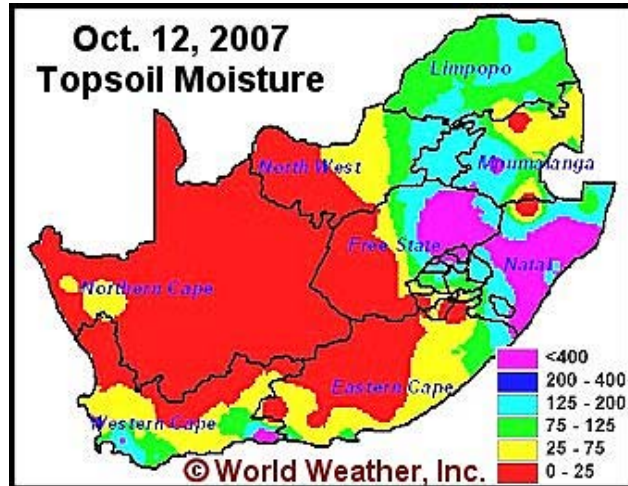 Oct. 12, 2007
Topsoil Moisture
Limpopo
North West
Mpumalanga
Free State
Natal
Northern Cape
Eastern Cape
Western Cape
<400
200 - 400
125 - 200
75 - 125
25 - 75
0 - 25
© World Weather, Inc.